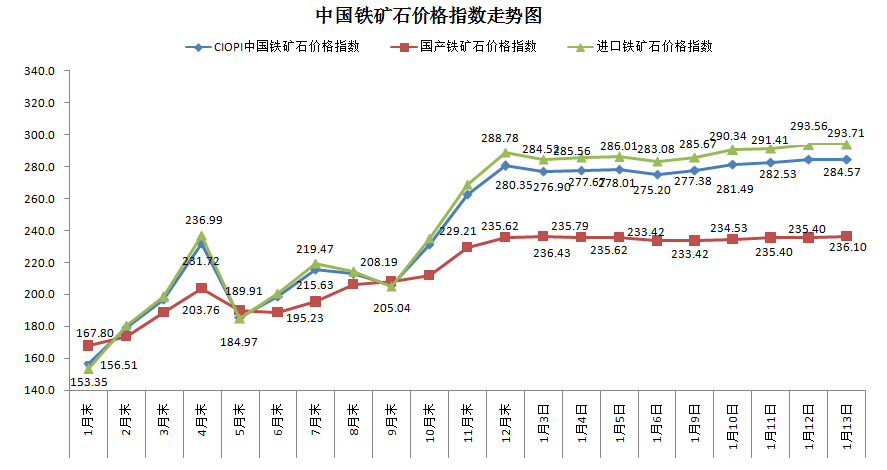 中国铁矿石价格指数走势图
CIOPI中国铁矿石价格指数 国产铁矿石价格指数 进口铁矿石价格指数
340.0
320.0
300.0
280.0
260.0
240.0
220.0
200.0
180.0
160.0
140.0
167.80
153.35
156.51
236.99
231.72
203.76
189.91
184.97
219.47
215.63
195.23
208.19
205.04
229.21
288.78
280.35
235.62
284.52
276.90
236.43
285.56
277.67
235.79
286.01
278.01
235.62
283.08
275.20
233.42
285.67
277.38
233.42
290.34
281.49
234.53
291.41
282.53
235.40
293.56
235.40
293.71
284.57
236.10
1月末
2月末
3月末
4月末
5月末
6月末
7月末
8月末
9月末
10月末
11月末
12月末
1月3日
1月4日
1月5日
1月6日
1月9日
1月10日
1月11日
1月12日
1月13日